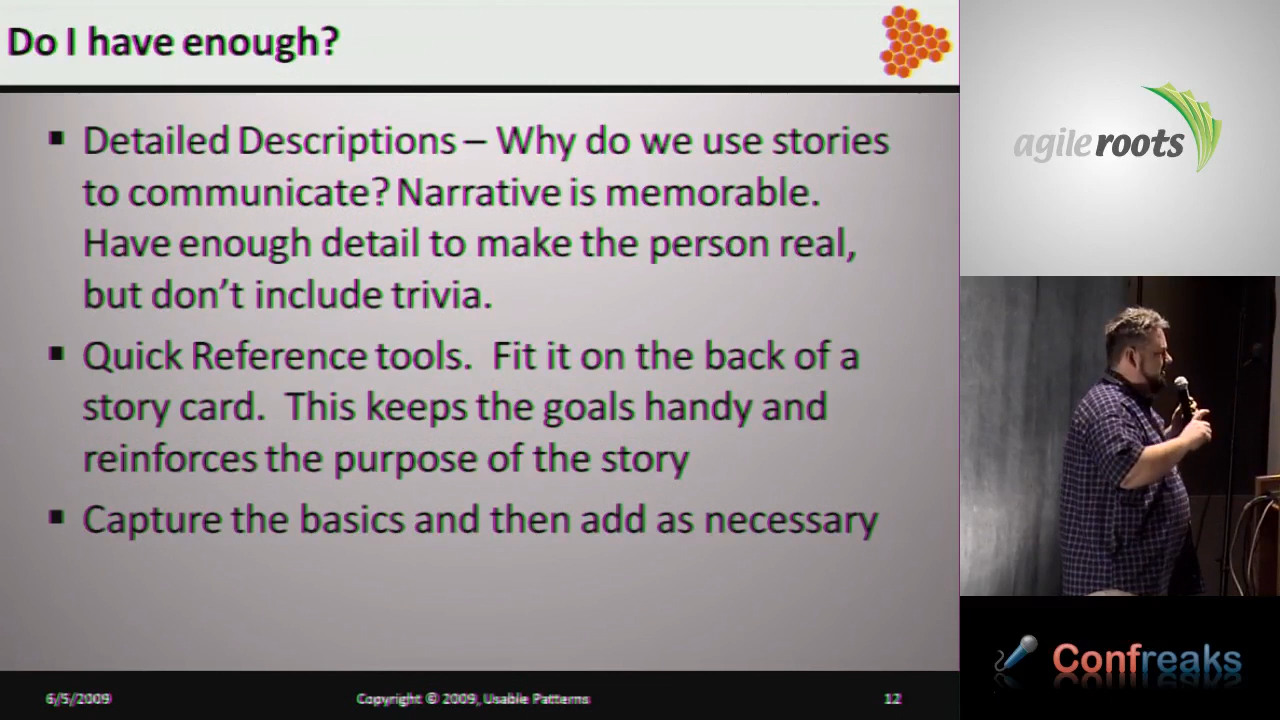 Do I have enough?
▪ Detailed Descriptions – Why do we use stories
to communicate? Narrative is memorable.
Have enough detail to make the person real,
but don’t include trivia.
▪ Quick Reference tools.  Fit it on the back of a
story card.  This keeps the goals handy and
reinforces the purpose of the story
▪ Capture the basics and then add as necessary
6/5/2009
Copyright © 2009, Usable Patterns
12
agile roots
Confreaks